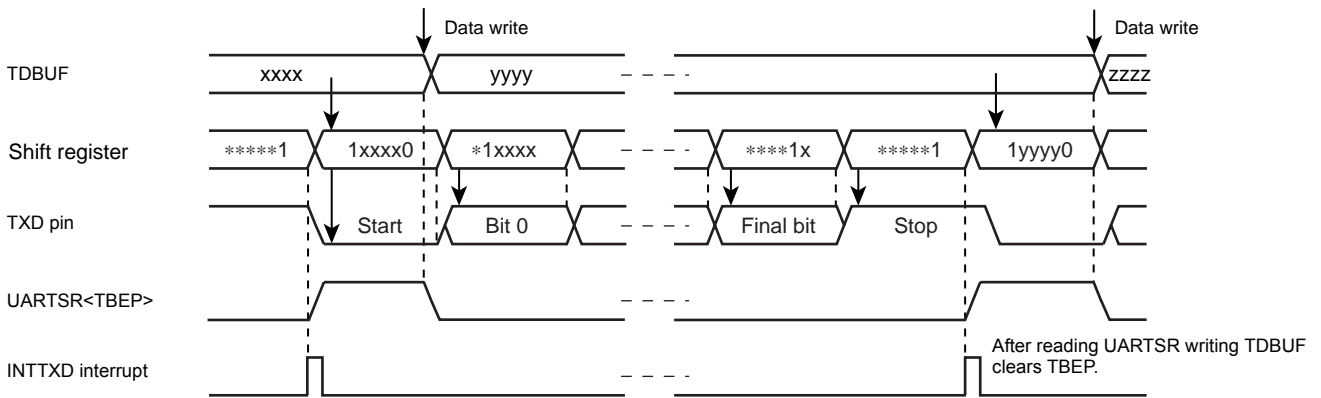 Data write
Data write
TDBUF
xxxx
yyyy
zzzz
Shift register
*****1
1xxxx0
*1xxxx
****1x
*****1
1yyyy0
TXD pin
Start
Bit 0
Final bit
Stop
UARTSR<TBEP>
After reading UARTSR writing TDBUF
clears TBEP.
INTTXD interrupt